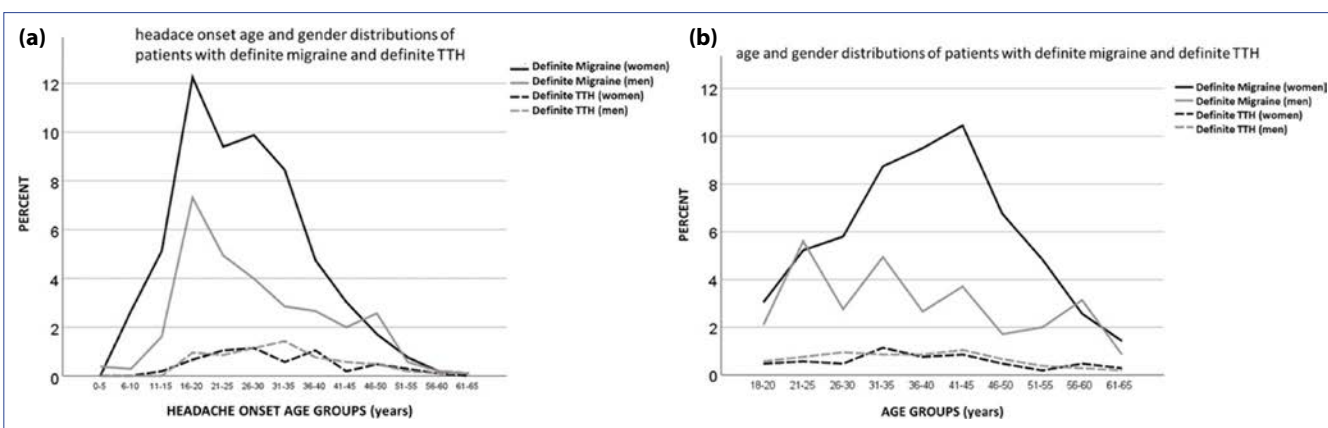 (a)
headace onset age and gender distributions of
patients with definite migraine and definite TTH
Definite Migraine (women)
Definite Migraine (men)
Definite TTH (women)
Definite TTH (men)
PERCENT
12
10
8
6
4
2
0
0-5 6-10 11-15 16-20 21-25 26-30 31-35 36-40 41-45 46-50 51-55 56-60 61-65
HEADACHE ONSET AGE GROUPS (years)
(b)
age and gender distributions of patients with definite migraine and definite TTH
Definite Migraine (women)
Definite Migraine (men)
Definite TTH (women)
Definite TTH (men)
PERCENT
12
10
8
6
4
2
0
18-20 21-25 26-30 31-35 36-40 41-45 46-50 51-55 56-60 61-65
AGE GROUPS (years)